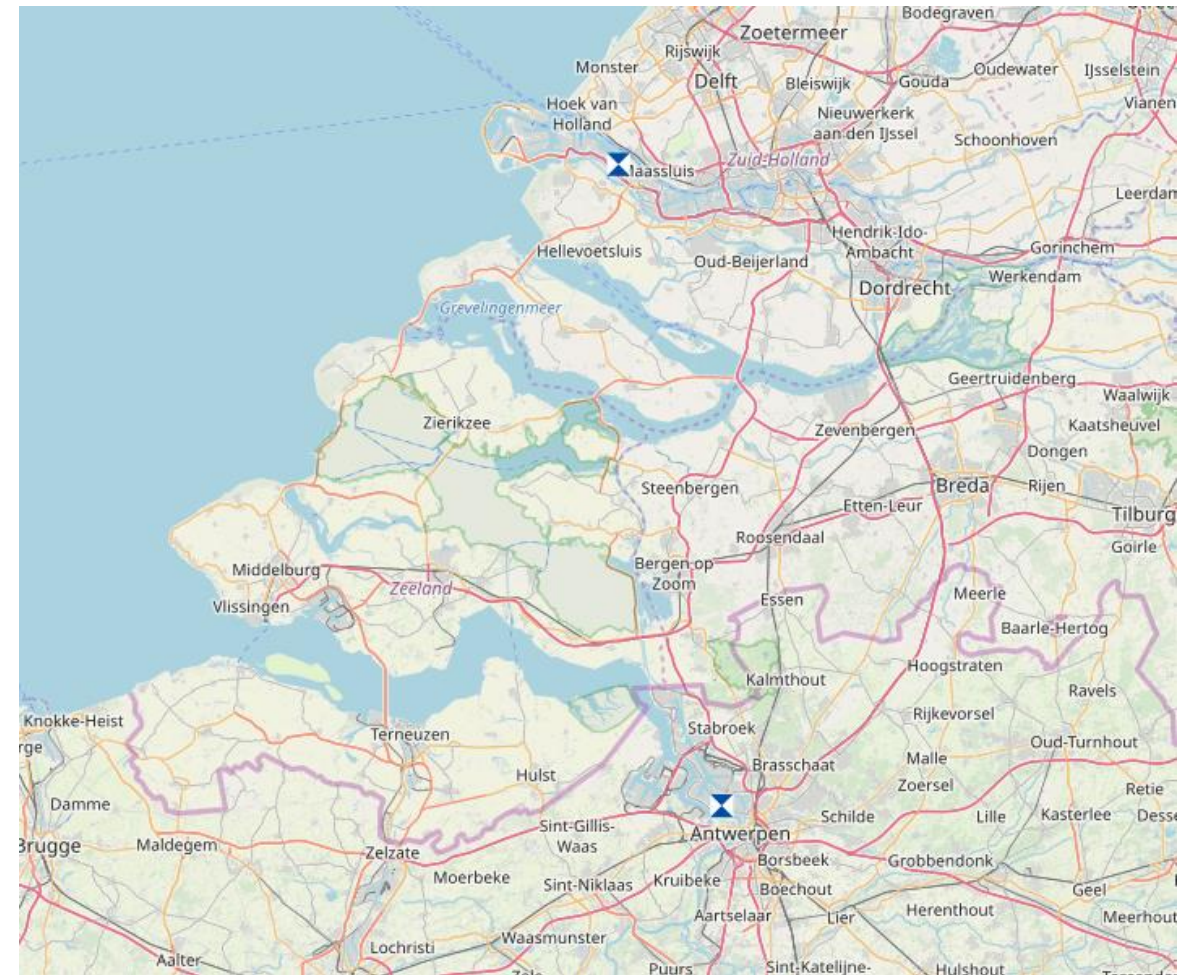 Bodegraven
Zoetermeer
Rijswijk
Monster
Delft
Bleiswijk
Gouda
Oudewater
IJsselstein
Vianen
Hoek van
Holland
Nieuwerkerk
aan den IJssel
Schoonhoven
Zuid-Holland
Maassluis
Leerdam
Hendrik-Ido-
Ambacht
Hellevoetsluis
Oud-Beijerland
Gorinchem
Werkendam
Dordrecht
Grevelingenmeer
Geertruidenberg
Waalwijk
Kaatsheuvel
Zierikzee
Zevenbergen
Dongen
Steenbergen
Breda
Rijen
Etten-Leur
Tilburg
Roosendaal
Goirle
Bergen op
Zoom
Middelburg
Zeeland
Vlissingen
Essen
Meerle
Baarle-Hertog
Hoogstraten
Kalmthout
Ravels
Knokke-Heist
rge
Rijkevorsel
Terneuzen
Stabroek
Oud-Turnhout
Brasschaat
Malle
Hulst
Zoersel
Retie
Damme
Schilde
Lille
Kasterlee
Desse
Sint-Gillis-
Waas
Antwerpen
Brugge
Maldegem
Zelzate
Borsbeek
Grobbendonk
Moerbeke
Sint-Niklaas
Kruibeke
Boechout
Geel
Aartselaar
Lier
Herenthout
Meerhout
Waasmunster
Lochristi
Aalter
Puurs
Sint-Katelijne-
Hulshout